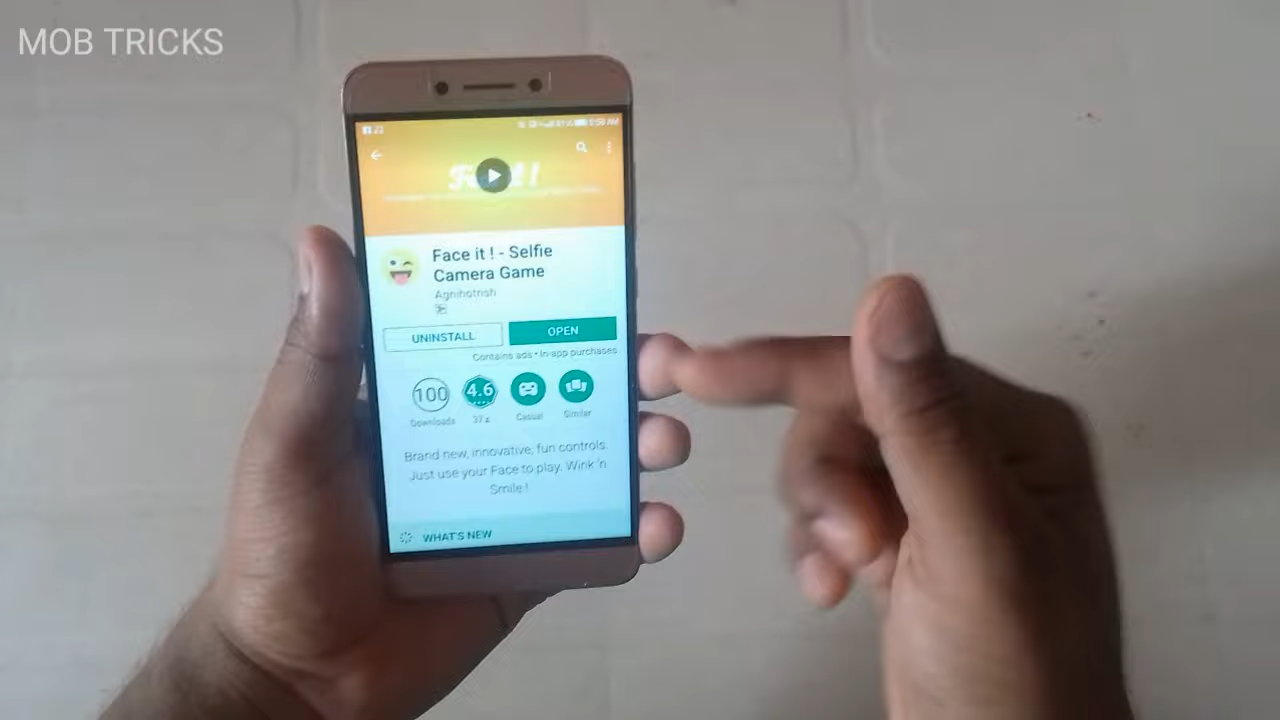 MOB TRICKS
Face it ! - Selfie
Camera Game
Agnihotrish
3+
UNINSTALL
OPEN
Contains ads • In-app purchases
100
4.6
Downloads
Casual
Similar
Brand new, innovative, fun controls.
Just use your Face to play. Wink 'n
Smile !
WHAT'S NEW